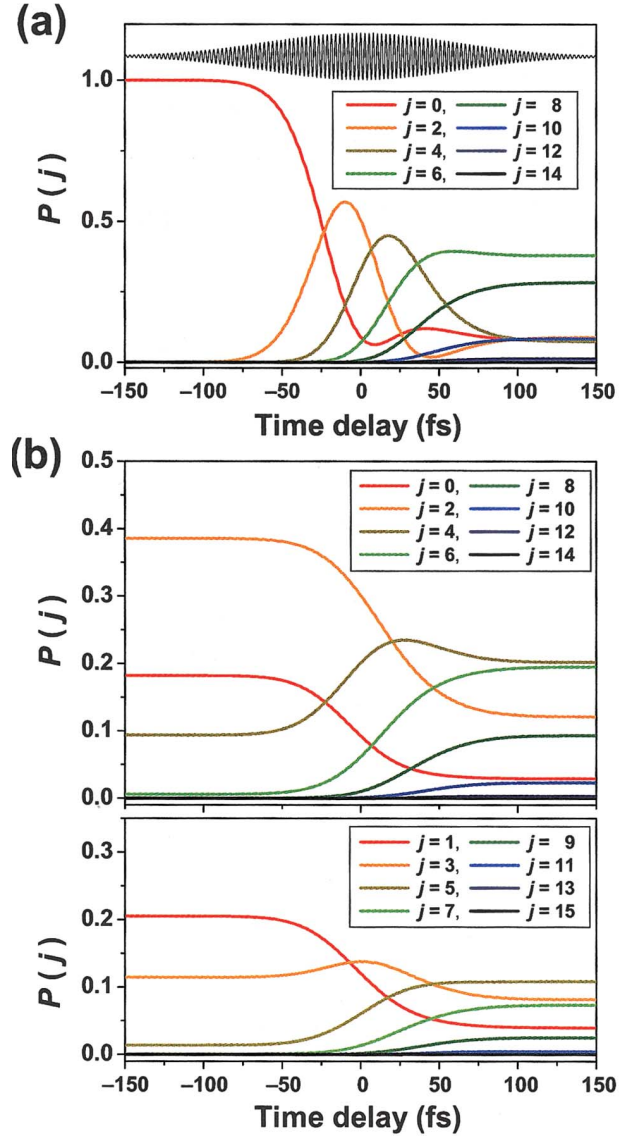 (a)
1.0
0.5
0.0
P ( j )
j = 0, j = 8
j = 2, j = 10
j = 4, j = 12
j = 6, j = 14
−150 −100 −50 0 50 100 150
Time delay (fs)
(b)
0.5
0.4
0.3
0.2
0.1
0.0
P ( j )
j = 0, j = 8
j = 2, j = 10
j = 4, j = 12
j = 6, j = 14
0.3
0.2
0.1
0.0
P ( j )
j = 1, j = 9
j = 3, j = 11
j = 5, j = 13
j = 7, j = 15
−150 −100 −50 0 50 100 150
Time delay (fs)